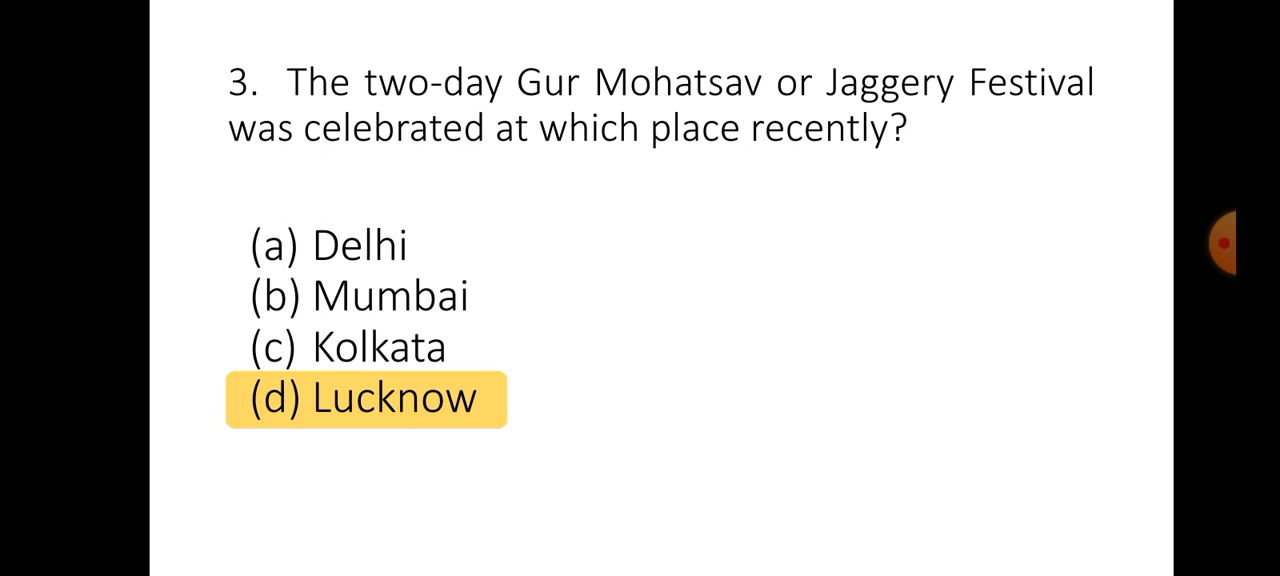 3. The two-day Gur Mohatsav or Jaggery Festival
was celebrated at which place recently?
(a) Delhi
(b) Mumbai
(c) Kolkata
(d) Lucknow